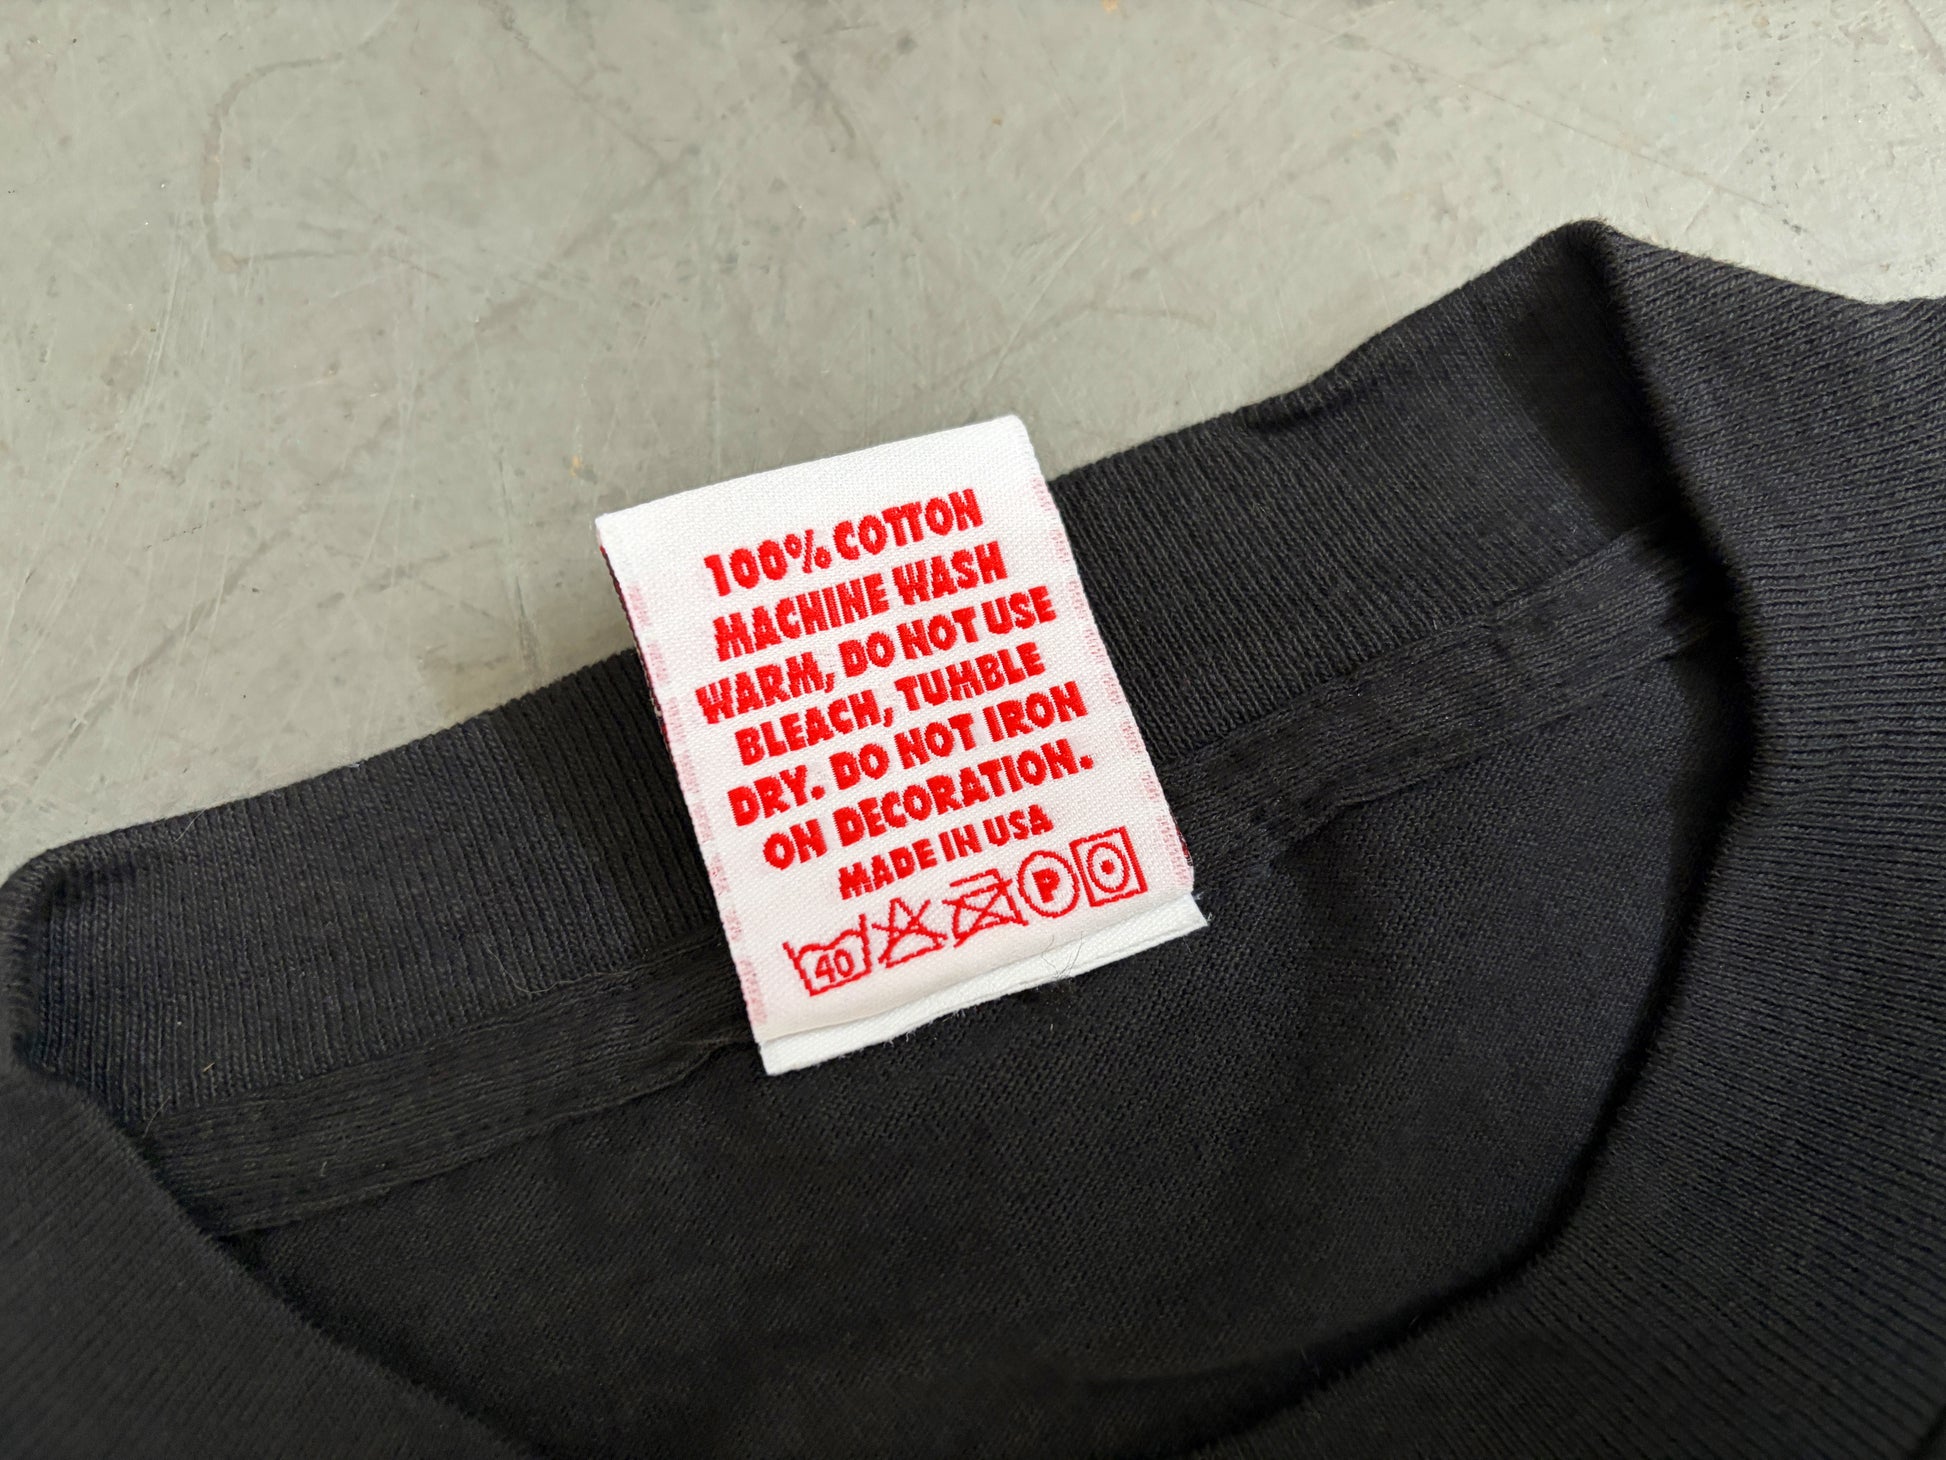 100% COTTON
MACHINE WASH
WARM, DO NOT USE
BLEACH, TUMBLE
DRY. DO NOT IRON
ON DECORATION.
MADE IN USA
40 P